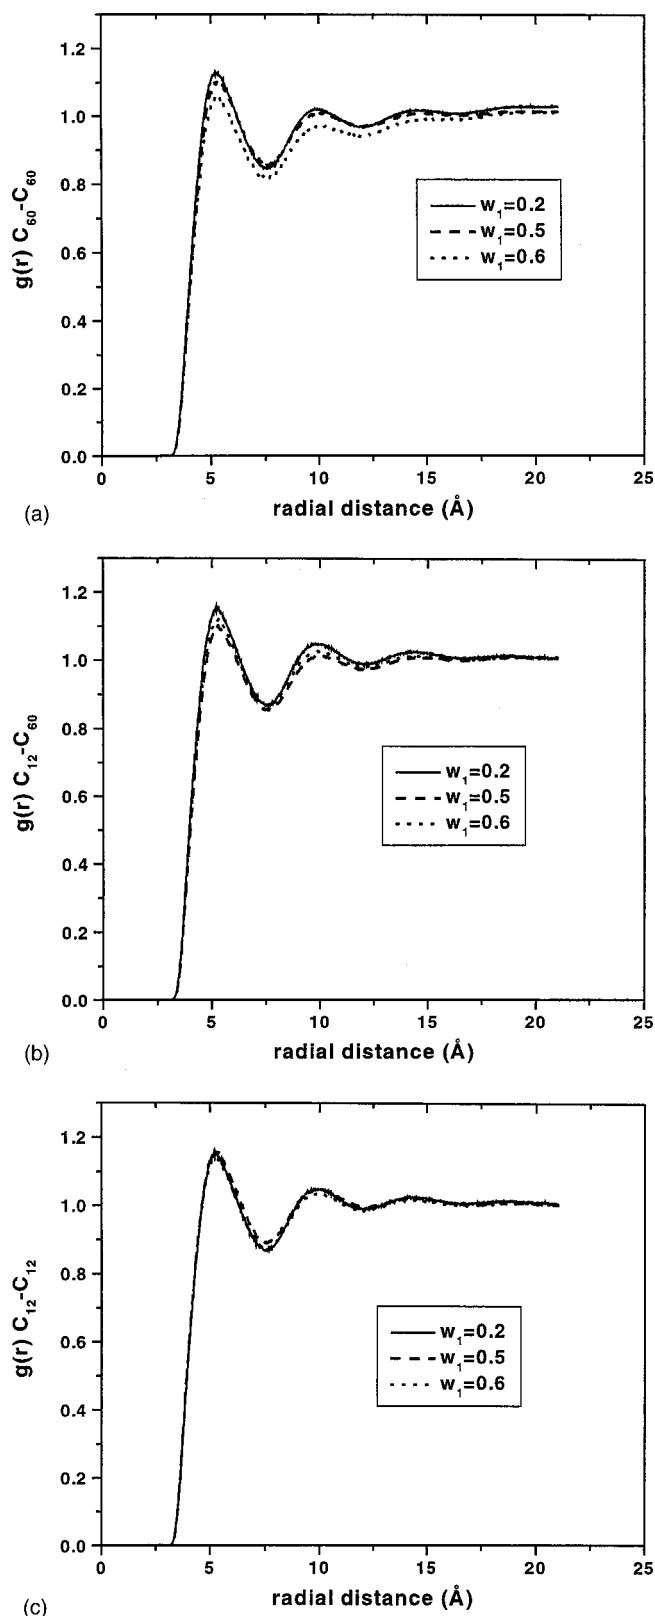 1.2
1.0
0.8
0.6
0.4
0.2
0.0
g(r) C₆₀-C₆₀
w₁=0.2
w₁=0.5
w₁=0.6
0 5 10 15 20 25
radial distance (Å)
(a)
1.2
1.0
0.8
0.6
0.4
0.2
0.0
g(r) C₁₂-C₆₀
w₁=0.2
w₁=0.5
w₁=0.6
0 5 10 15 20 25
radial distance (Å)
(b)
1.2
1.0
0.8
0.6
0.4
0.2
0.0
g(r) C₁₂-C₁₂
w₁=0.2
w₁=0.5
w₁=0.6
0 5 10 15 20 25
radial distance (Å)
(c)